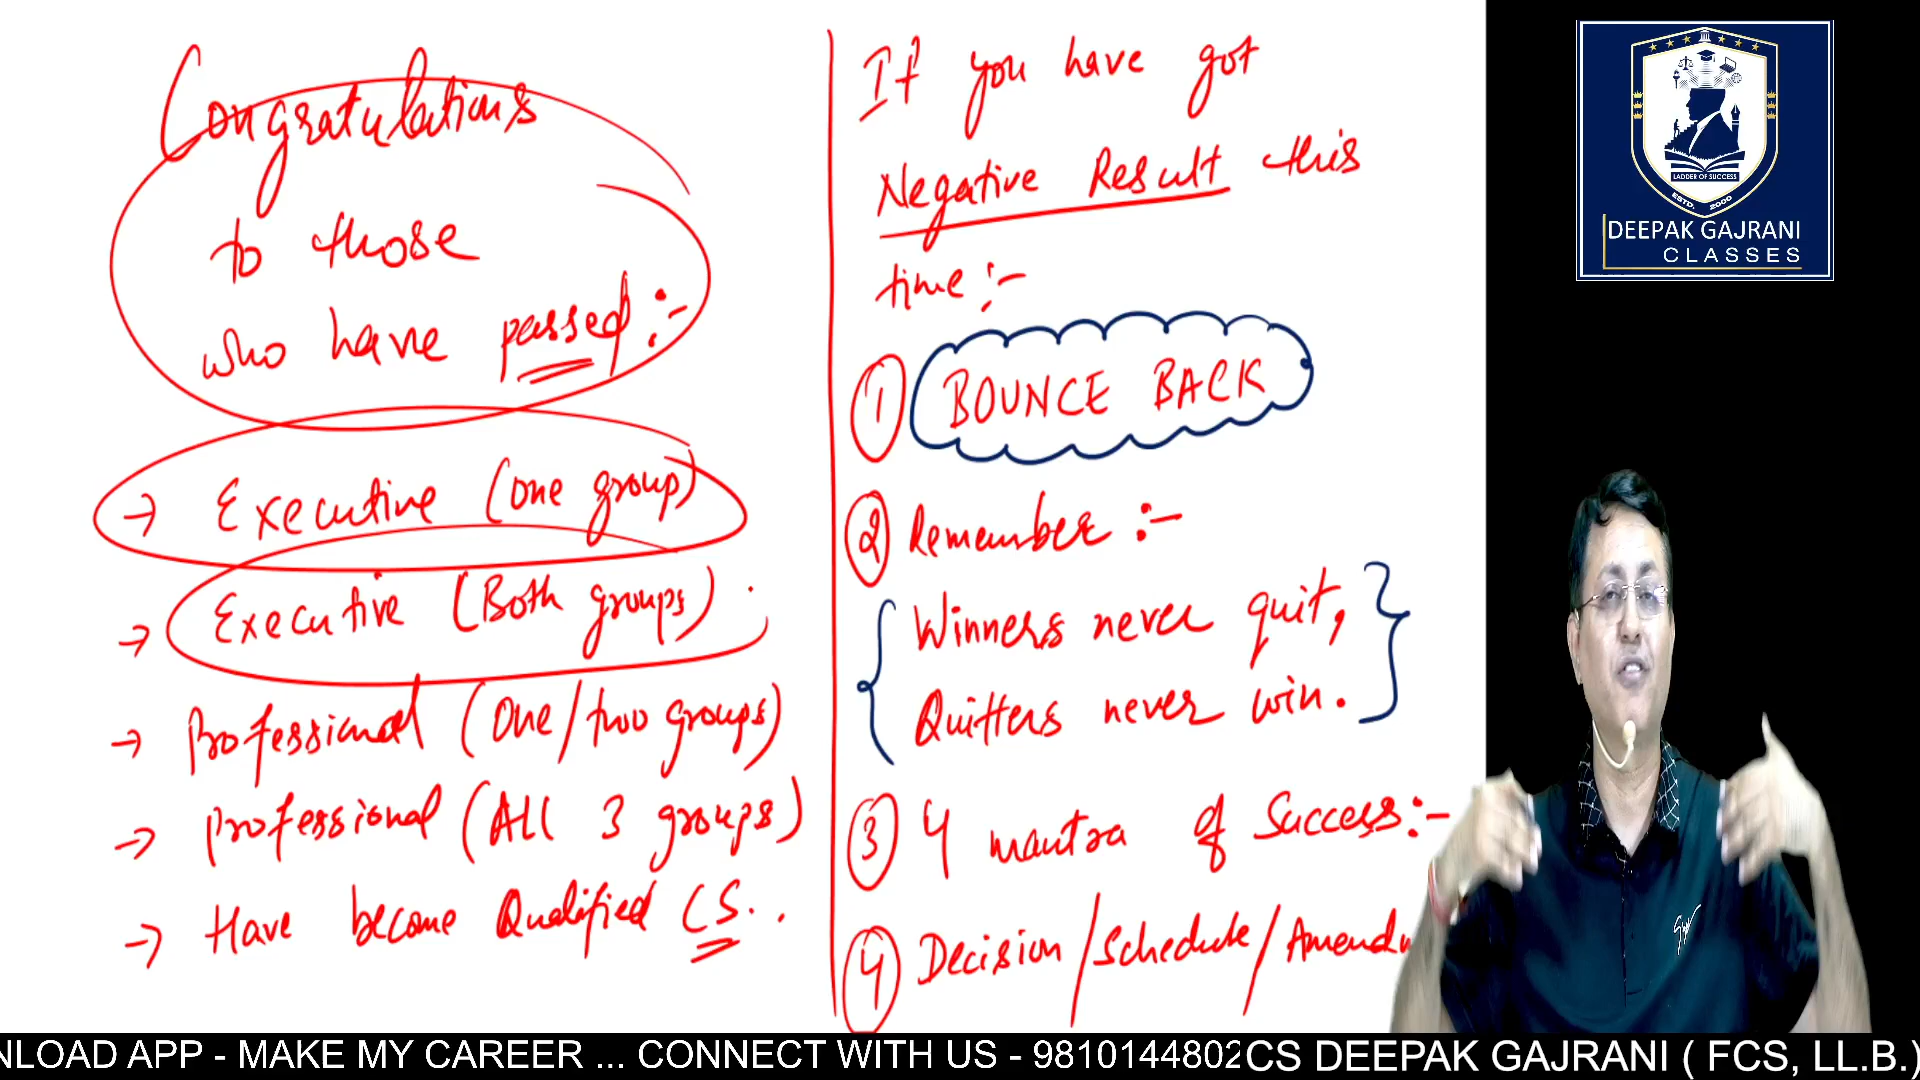 Congratulations
to those
who have passed :-
→ Executive (One group)
→ Executive (Both groups)
→ Professional (One/two groups)
→ Professional (All 3 groups)
→ Have become Qualified CS..
If you have got
Negative Result this
time :-
① BOUNCE BACK
② Remember :-
Winners never quit,
Quitters never win.
③ 4 mantra of Success :-
④ Decision / Schedule /
LADDER OF SUCCESS
ESTD. 2000
DEEPAK GAJRANI
CLASSES
NLOAD APP - MAKE MY CAREER ... CONNECT WITH US - 9810144802 CS DEEPAK GAJRANI ( FCS, LL.B.)